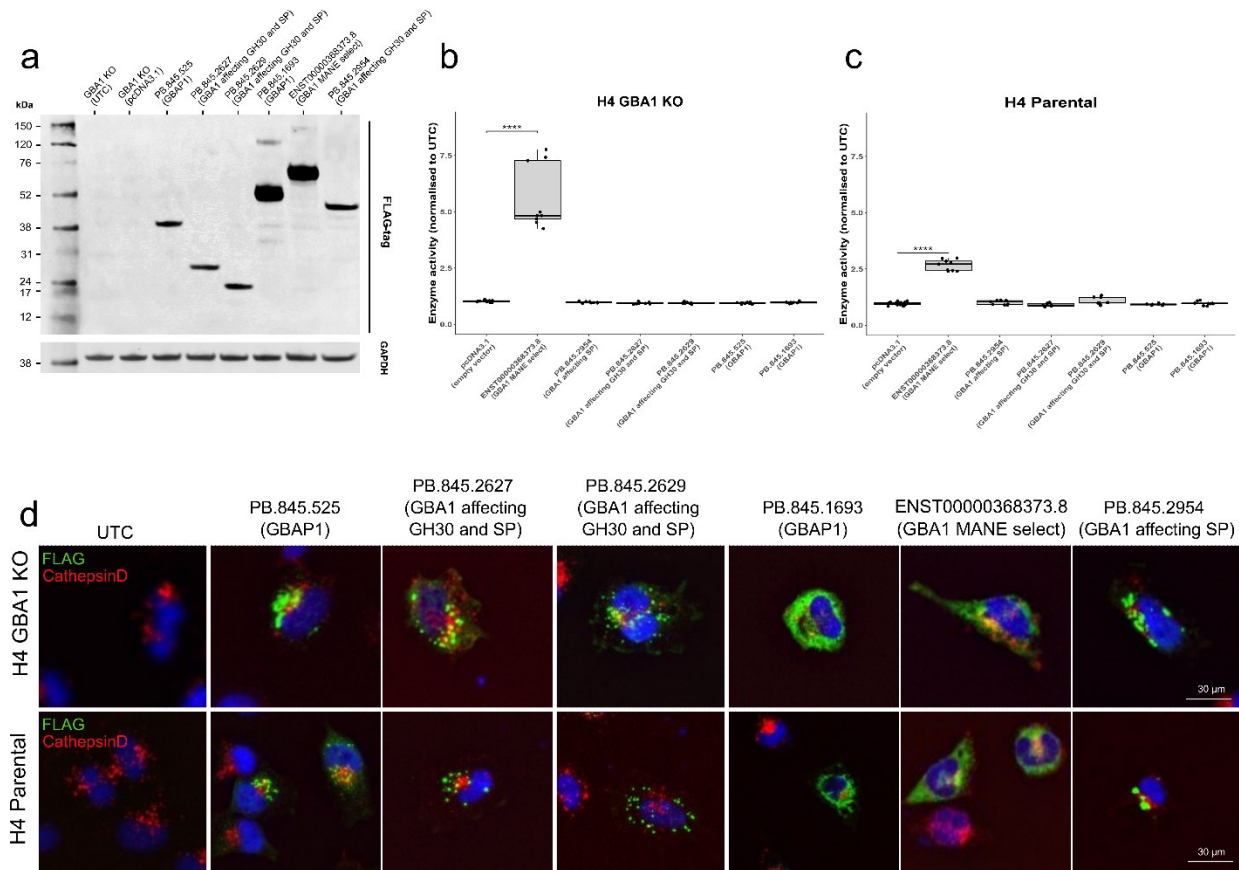 a
GBA1 KO
(UTC)
GBA1 KO
(pcDNA3.1)
PB.845.525
(GBAP1)
PB.845.2627
(GBA1 affecting GH30 and SP)
PB.845.2629
(GBA1 affecting GH30 and SP)
PB.845.1693
(GBAP1)
ENST00000368373.8
(GBA1 MANE select)
PB.845.2954
(GBA1 affecting GH30 and SP)
kDa
150
120
76
52
38
31
24
17
12
38
FLAG-tag
GAPDH
b
H4 GBA1 KO
Enzyme activity (normalised to UTC)
7.5
5.0
2.5
0.0
****
pcDNA3.1
(empty vector)
ENST00000368373.8
(GBA1 MANE select)
PB.845.2954
(GBA1 affecting SP)
PB.845.2627
(GBA1 affecting GH30 and SP)
PB.845.2629
(GBA1 affecting GH30 and SP)
PB.845.525
(GBAP1)
PB.845.1693
(GBAP1)
c
H4 Parental
Enzyme activity (normalised to UTC)
7.5
5.0
2.5
0.0
****
pcDNA3.1
(empty vector)
ENST00000368373.8
(GBA1 MANE select)
PB.845.2954
(GBA1 affecting SP)
PB.845.2627
(GBA1 affecting GH30 and SP)
PB.845.2629
(GBA1 affecting GH30 and SP)
PB.845.525
(GBAP1)
PB.845.1693
(GBAP1)
d
UTC
PB.845.525
(GBAP1)
PB.845.2627
(GBA1 affecting
GH30 and SP)
PB.845.2629
(GBA1 affecting
GH30 and SP)
PB.845.1693
(GBAP1)
ENST00000368373.8
(GBA1 MANE select)
PB.845.2954
(GBA1 affecting SP)
H4 GBA1 KO
FLAG
CathepsinD
30 µm
H4 Parental
FLAG
CathepsinD
30 µm